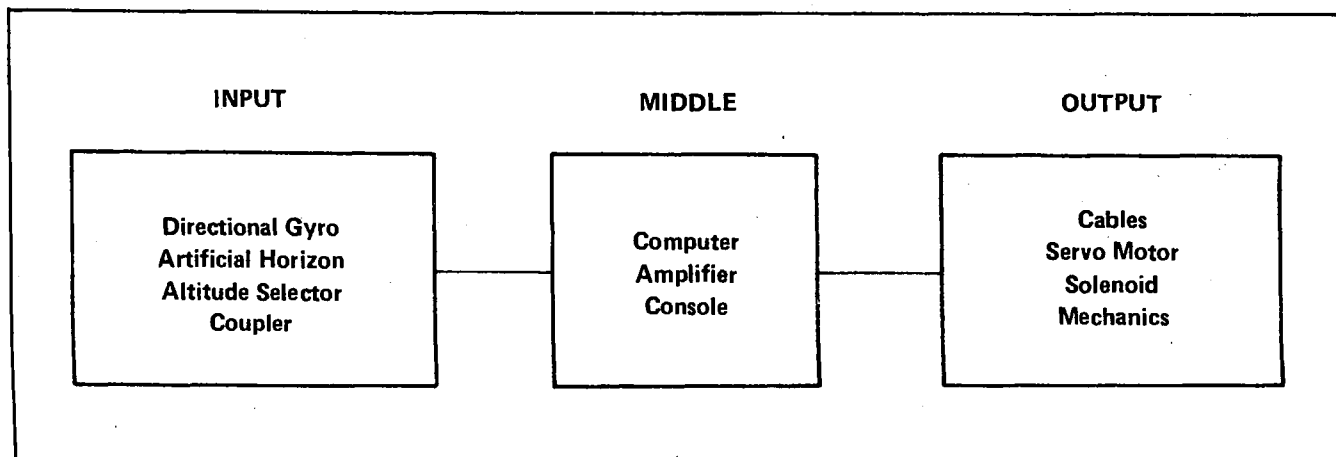 INPUT
Directional Gyro
Artificial Horizon
Altitude Selector
Coupler
MIDDLE
Computer
Amplifier
Console
OUTPUT
Cables
Servo Motor
Solenoid
Mechanics